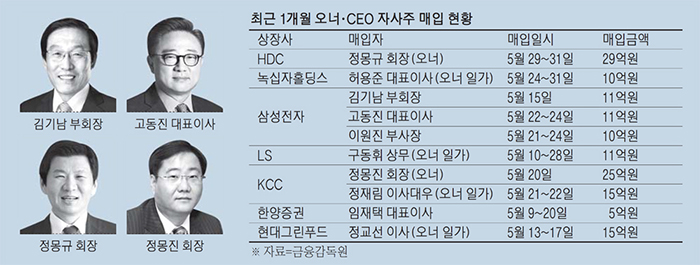 김기남 부회장
고동진 대표이사
정몽규 회장
정몽진 회장
최근 1개월 오너·CEO 자사주 매입 현황
상장사 매입자 매입일시 매입금액
HDC 정몽규 회장(오너) 5월 29~31일 29억원
녹십자홀딩스 허용준 대표이사(오너 일가) 5월 24~31일 10억원
삼성전자 김기남 부회장 5월 15일 11억원
고동진 대표이사 5월 22~24일 11억원
이원진 부사장 5월 21~24일 10억원
LS 구동휘 상무(오너 일가) 5월 10~28일 11억원
KCC 정몽진 회장(오너) 5월 20일 25억원
정재림 이사대우(오너 일가) 5월 21~22일 15억원
한양증권 임재택 대표이사 5월 9~20일 5억원
현대그린푸드 정교선 이사(오너 일가) 5월 13~17일 15억원
※ 자료=금융감독원